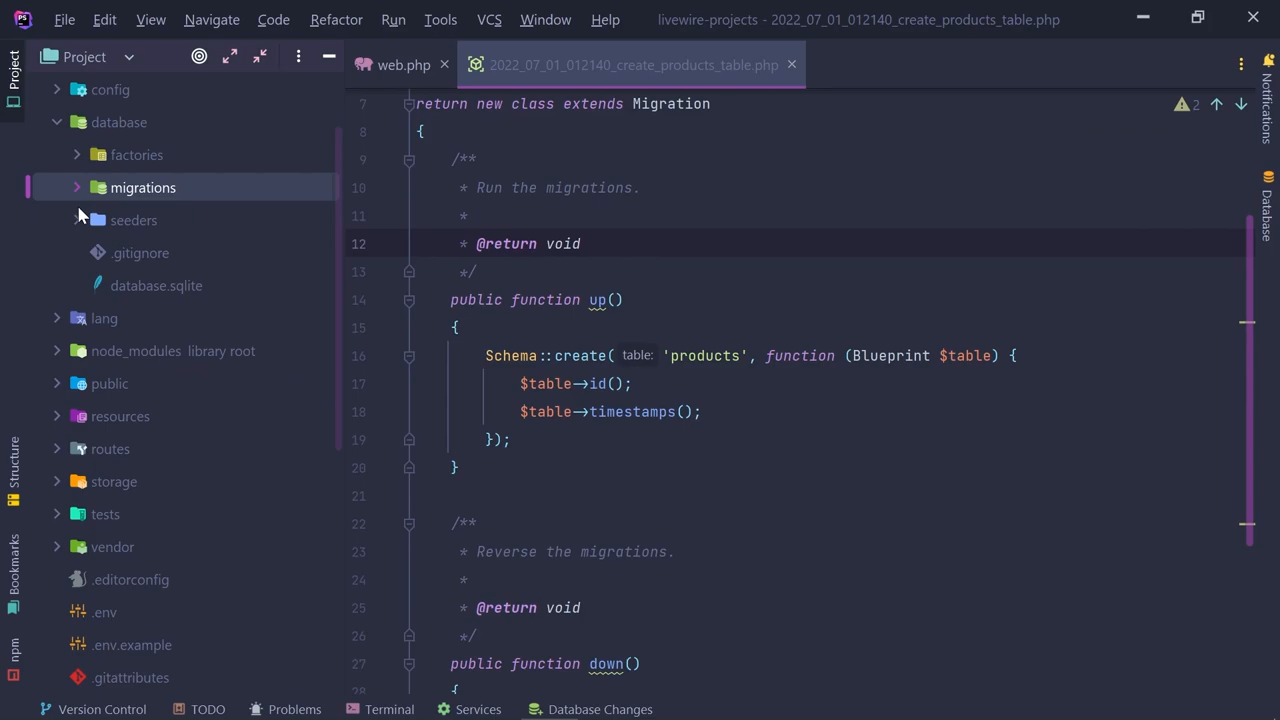 PS File Edit View Navigate Code Refactor Run Tools VCS Window Help livewire-projects - 2022_07_01_012140_create_products_table.php
Project
Structure
Bookmarks
npm
Project
config
database
factories
migrations
seeders
.gitignore
database.sqlite
lang
node_modules library root
public
resources
routes
storage
tests
vendor
.editorconfig
.env
.env.example
.gitattributes
web.php 2022_07_01_012140_create_products_table.php
2
7 return new class extends Migration
8 {
9 /**
10 * Run the migrations.
11 *
12 * @return void
13 */
14 public function up()
15 {
16 Schema::create( table: 'products', function (Blueprint $table) {
17 $table->id();
18 $table->timestamps();
19 });
20 }
21
22 /**
23 * Reverse the migrations.
24 *
25 * @return void
26 */
27 public function down()
28 {
Notifications
Database
Version Control TODO Problems Terminal Services Database Changes